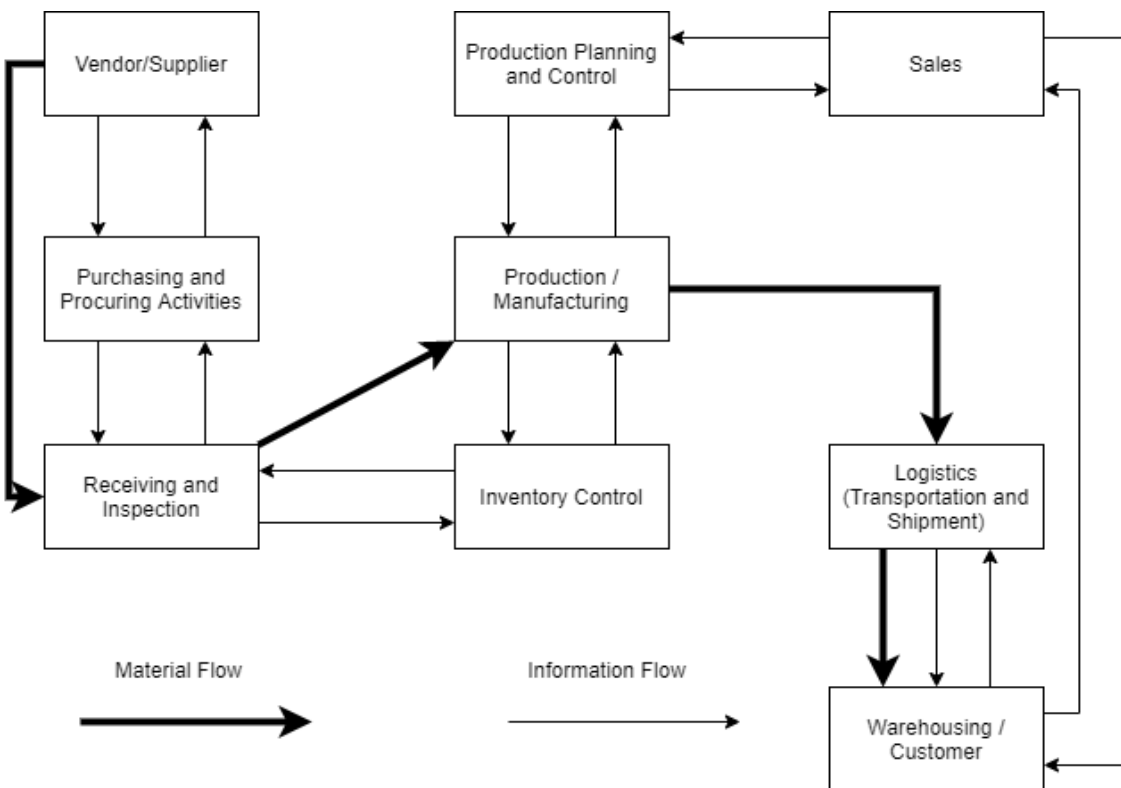 Vendor/Supplier
Production Planning
and Control
Sales
Purchasing and
Procuring Activities
Production /
Manufacturing
Receiving and
Inspection
Inventory Control
Logistics
(Transportation and
Shipment)
Material Flow
Information Flow
Warehousing /
Customer